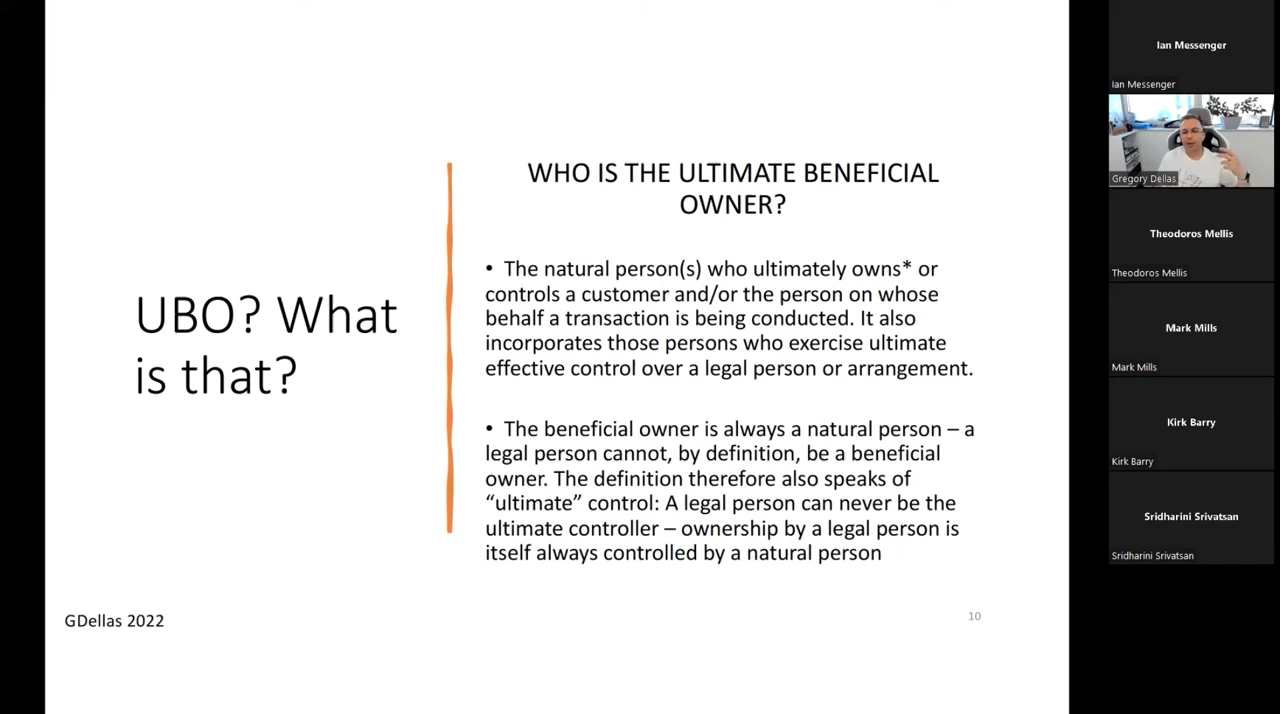 UBO? What
is that?
WHO IS THE ULTIMATE BENEFICIAL
OWNER?
• The natural person(s) who ultimately owns* or
controls a customer and/or the person on whose
behalf a transaction is being conducted. It also
incorporates those persons who exercise ultimate
effective control over a legal person or arrangement.
• The beneficial owner is always a natural person – a
legal person cannot, by definition, be a beneficial
owner. The definition therefore also speaks of
“ultimate” control: A legal person can never be the
ultimate controller – ownership by a legal person is
itself always controlled by a natural person
GDellas 2022
10
Ian Messenger
Ian Messenger
Gregory Dellas
Theodoros Mellis
Theodoros Mellis
Mark Mills
Mark Mills
Kirk Barry
Kirk Barry
Sridharini Srivatsan
Sridharini Srivatsan